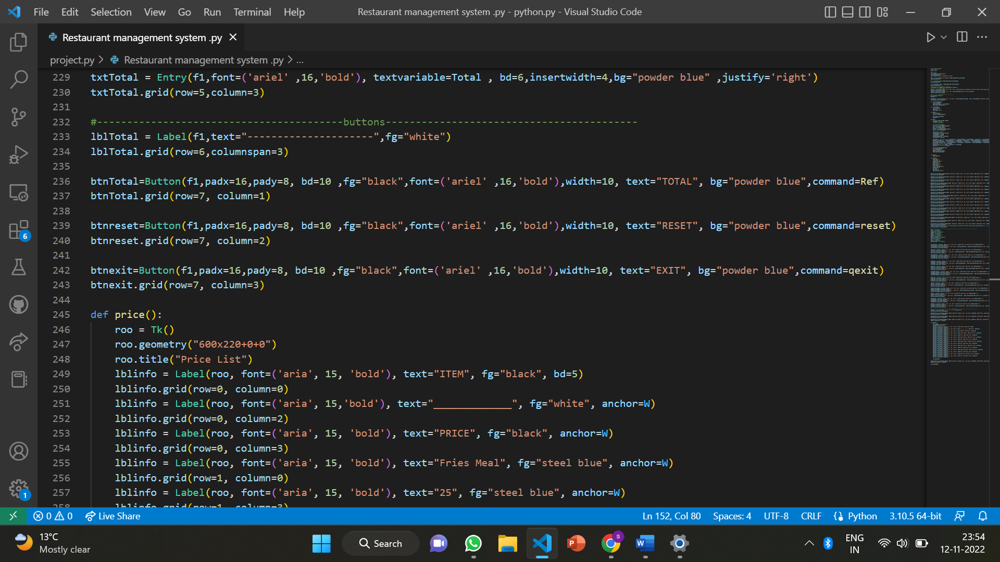 File Edit Selection View Go Run Terminal Help Restaurant management system .py - python.py - Visual Studio Code
Restaurant management system .py
project.py > Restaurant management system .py > ...
229 txtTotal = Entry(f1,font=('ariel' ,16,'bold'), textvariable=Total , bd=6,insertwidth=4,bg="powder blue" ,justify='right')
230 txtTotal.grid(row=5,column=3)
231
232 #-----------------------------------------buttons------------------------------------------
233 lblTotal = Label(f1,text="---------------------",fg="white")
234 lblTotal.grid(row=6,columnspan=3)
235
236 btnTotal=Button(f1,padx=16,pady=8, bd=10 ,fg="black",font=('ariel' ,16,'bold'),width=10, text="TOTAL", bg="powder blue",command=Ref)
237 btnTotal.grid(row=7, column=1)
238
239 btnreset=Button(f1,padx=16,pady=8, bd=10 ,fg="black",font=('ariel' ,16,'bold'),width=10, text="RESET", bg="powder blue",command=reset)
240 btnreset.grid(row=7, column=2)
241
242 btnexit=Button(f1,padx=16,pady=8, bd=10 ,fg="black",font=('ariel' ,16,'bold'),width=10, text="EXIT", bg="powder blue",command=qexit)
243 btnexit.grid(row=7, column=3)
244
245 def price():
246 roo = Tk()
247 roo.geometry("600x220+0+0")
248 roo.title("Price List")
249 lblinfo = Label(roo, font=('aria', 15, 'bold'), text="ITEM", fg="black", bd=5)
250 lblinfo.grid(row=0, column=0)
251 lblinfo = Label(roo, font=('aria', 15,'bold'), text="_____________", fg="white", anchor=W)
252 lblinfo.grid(row=0, column=2)
253 lblinfo = Label(roo, font=('aria', 15, 'bold'), text="PRICE", fg="black", anchor=W)
254 lblinfo.grid(row=0, column=3)
255 lblinfo = Label(roo, font=('aria', 15, 'bold'), text="Fries Meal", fg="steel blue", anchor=W)
256 lblinfo.grid(row=1, column=0)
257 lblinfo = Label(roo, font=('aria', 15, 'bold'), text="25", fg="steel blue", anchor=W)
258 lblinfo.grid(row=1, column=3)
6
1
0 0 Live Share Ln 152, Col 80 Spaces: 4 UTF-8 CRLF Python 3.10.5 64-bit
13°C
Mostly clear
Search
S
P
W
ENG
IN
23:54
12-11-2022